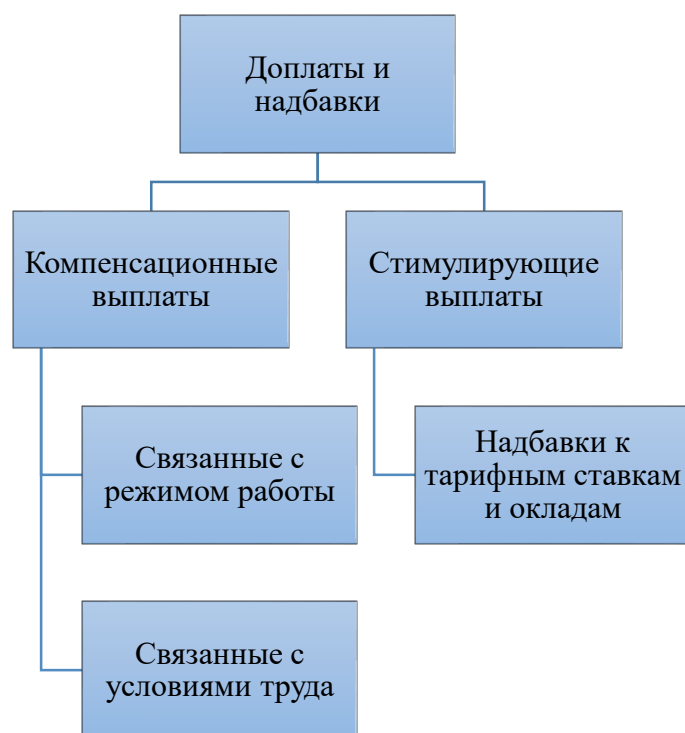 Доплаты и
надбавки
Компенсационные
выплаты
Стимулирующие
выплаты
Связанные с
режимом работы
Надбавки к
тарифным ставкам
и окладам
Связанные с
условиями труда